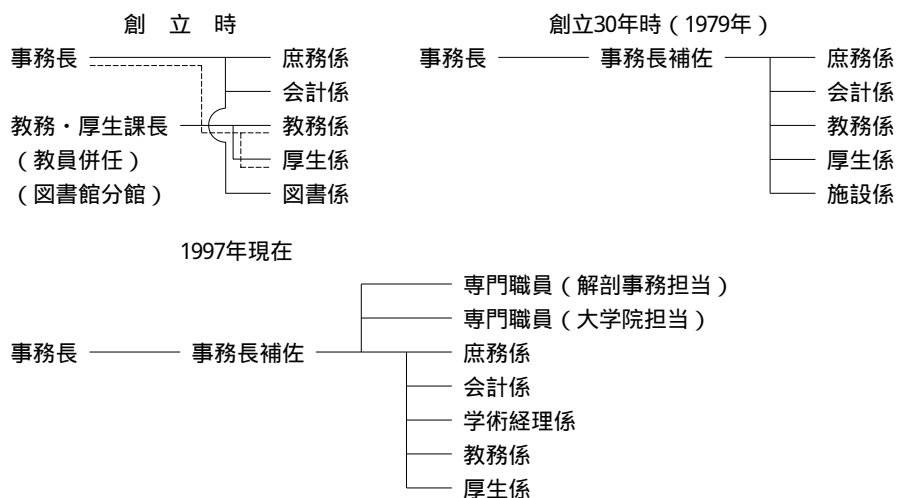 創　立　時
事務長　庶務係
会計係
教務・厚生課長　教務係
（教員併任）　厚生係
（図書館分館）　図書係
創立30年時（1979年）
事務長　事務長補佐　庶務係
会計係
教務係
厚生係
施設係
1997年現在
専門職員（解剖事務担当）
専門職員（大学院担当）
事務長　事務長補佐　庶務係
会計係
学術経理係
教務係
厚生係